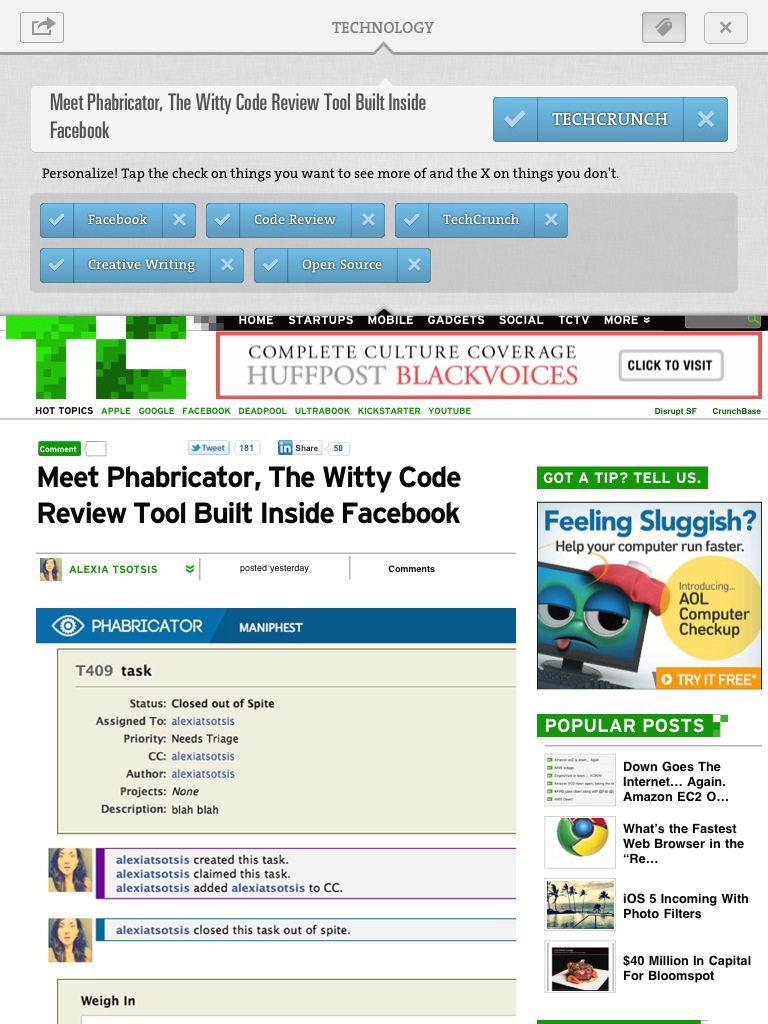 TECHNOLOGY
Meet Phabricator, The Witty Code Review Tool Built Inside
Facebook
TECHCRUNCH
Personalize! Tap the check on things you want to see more of and the X on things you don't.
Facebook
Code Review
TechCrunch
Creative Writing
Open Source
TC
HOME STARTUPS MOBILE GADGETS SOCIAL TCTV MORE
COMPLETE CULTURE COVERAGE
HUFFPOST BLACKVOICES
CLICK TO VISIT
HOT TOPICS APPLE GOOGLE FACEBOOK DEADPOOL ULTRABOOK KICKSTARTER YOUTUBE
Disrupt SF CrunchBase
Comment
Tweet 181
in Share 58
Meet Phabricator, The Witty Code
Review Tool Built Inside Facebook
ALEXIA TSOTSIS
posted yesterday
Comments
PHABRICATOR MANIPHEST
T409 task
Status: Closed out of Spite
Assigned To: alexiatsotsis
Priority: Needs Triage
CC: alexiatsotsis
Author: alexiatsotsis
Projects: None
Description: blah blah
alexiatsotsis created this task.
alexiatsotsis claimed this task.
alexiatsotsis added alexiatsotsis to CC.
alexiatsotsis closed this task out of spite.
Weigh In
GOT A TIP? TELL US.
Feeling Sluggish?
Help your computer run faster.
Introducing...
AOL
Computer
Checkup
TRY IT FREE*
POPULAR POSTS
Down Goes The
Internet… Again.
Amazon EC2 O…
What's the Fastest
Web Browser in the
“Re…
iOS 5 Incoming With
Photo Filters
$40 Million In Capital
For Bloomspot